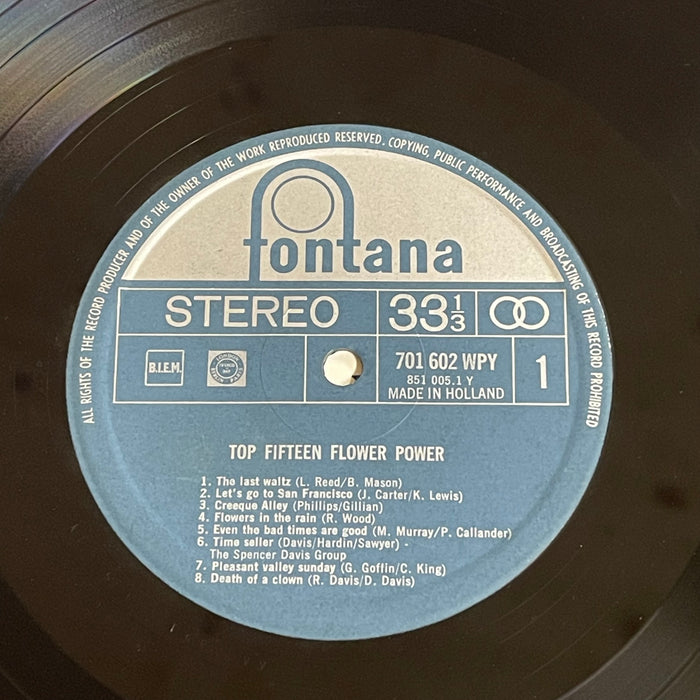 ALL RIGHTS OF THE RECORD PRODUCER AND OF THE OWNER OF THE WORK REPRODUCED RESERVED. COPYING, PUBLIC PERFORMANCE AND BROADCASTING OF THIS RECORD PROHIBITED
fontana
STEREO 33⅓
B.I.E.M. 701 602 WPY 1
851 005.1 Y
MADE IN HOLLAND
TOP FIFTEEN FLOWER POWER
1. The last waltz (L. Reed/B. Mason)
2. Let's go to San Francisco (J. Carter/K. Lewis)
3. Creeque Alley (Phillips/Gillian)
4. Flowers in the rain (R. Wood)
5. Even the bad times are good (M. Murray/P. Callander)
6. Time seller (Davis/Hardin/Sawyer) -
The Spencer Davis Group
7. Pleasant valley sunday (G. Goffin/C. King)
8. Death of a clown (R. Davis/D. Davis)